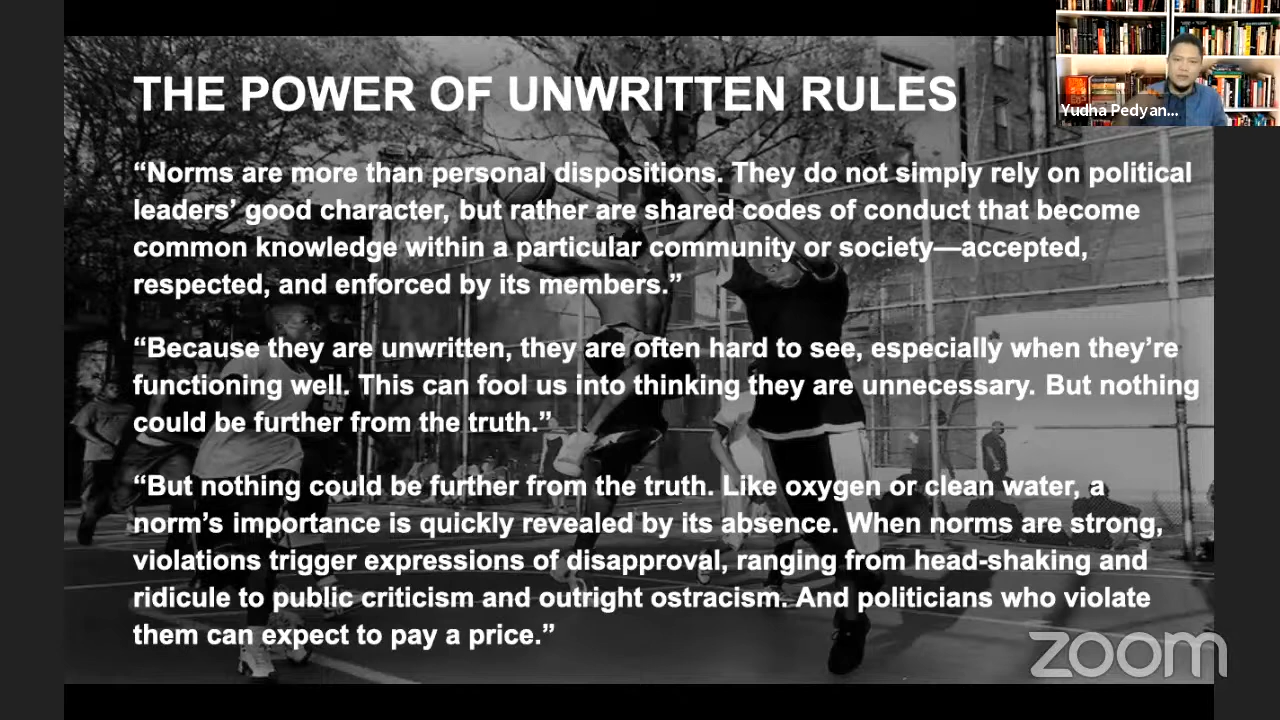 THE POWER OF UNWRITTEN RULES
“Norms are more than personal dispositions. They do not simply rely on political
leaders’ good character, but rather are shared codes of conduct that become
common knowledge within a particular community or society—accepted,
respected, and enforced by its members.”
“Because they are unwritten, they are often hard to see, especially when they’re
functioning well. This can fool us into thinking they are unnecessary. But nothing
could be further from the truth.”
“But nothing could be further from the truth. Like oxygen or clean water, a
norm’s importance is quickly revealed by its absence. When norms are strong,
violations trigger expressions of disapproval, ranging from head-shaking and
ridicule to public criticism and outright ostracism. And politicians who violate
them can expect to pay a price.”
Yudha Pedyan...
zoom